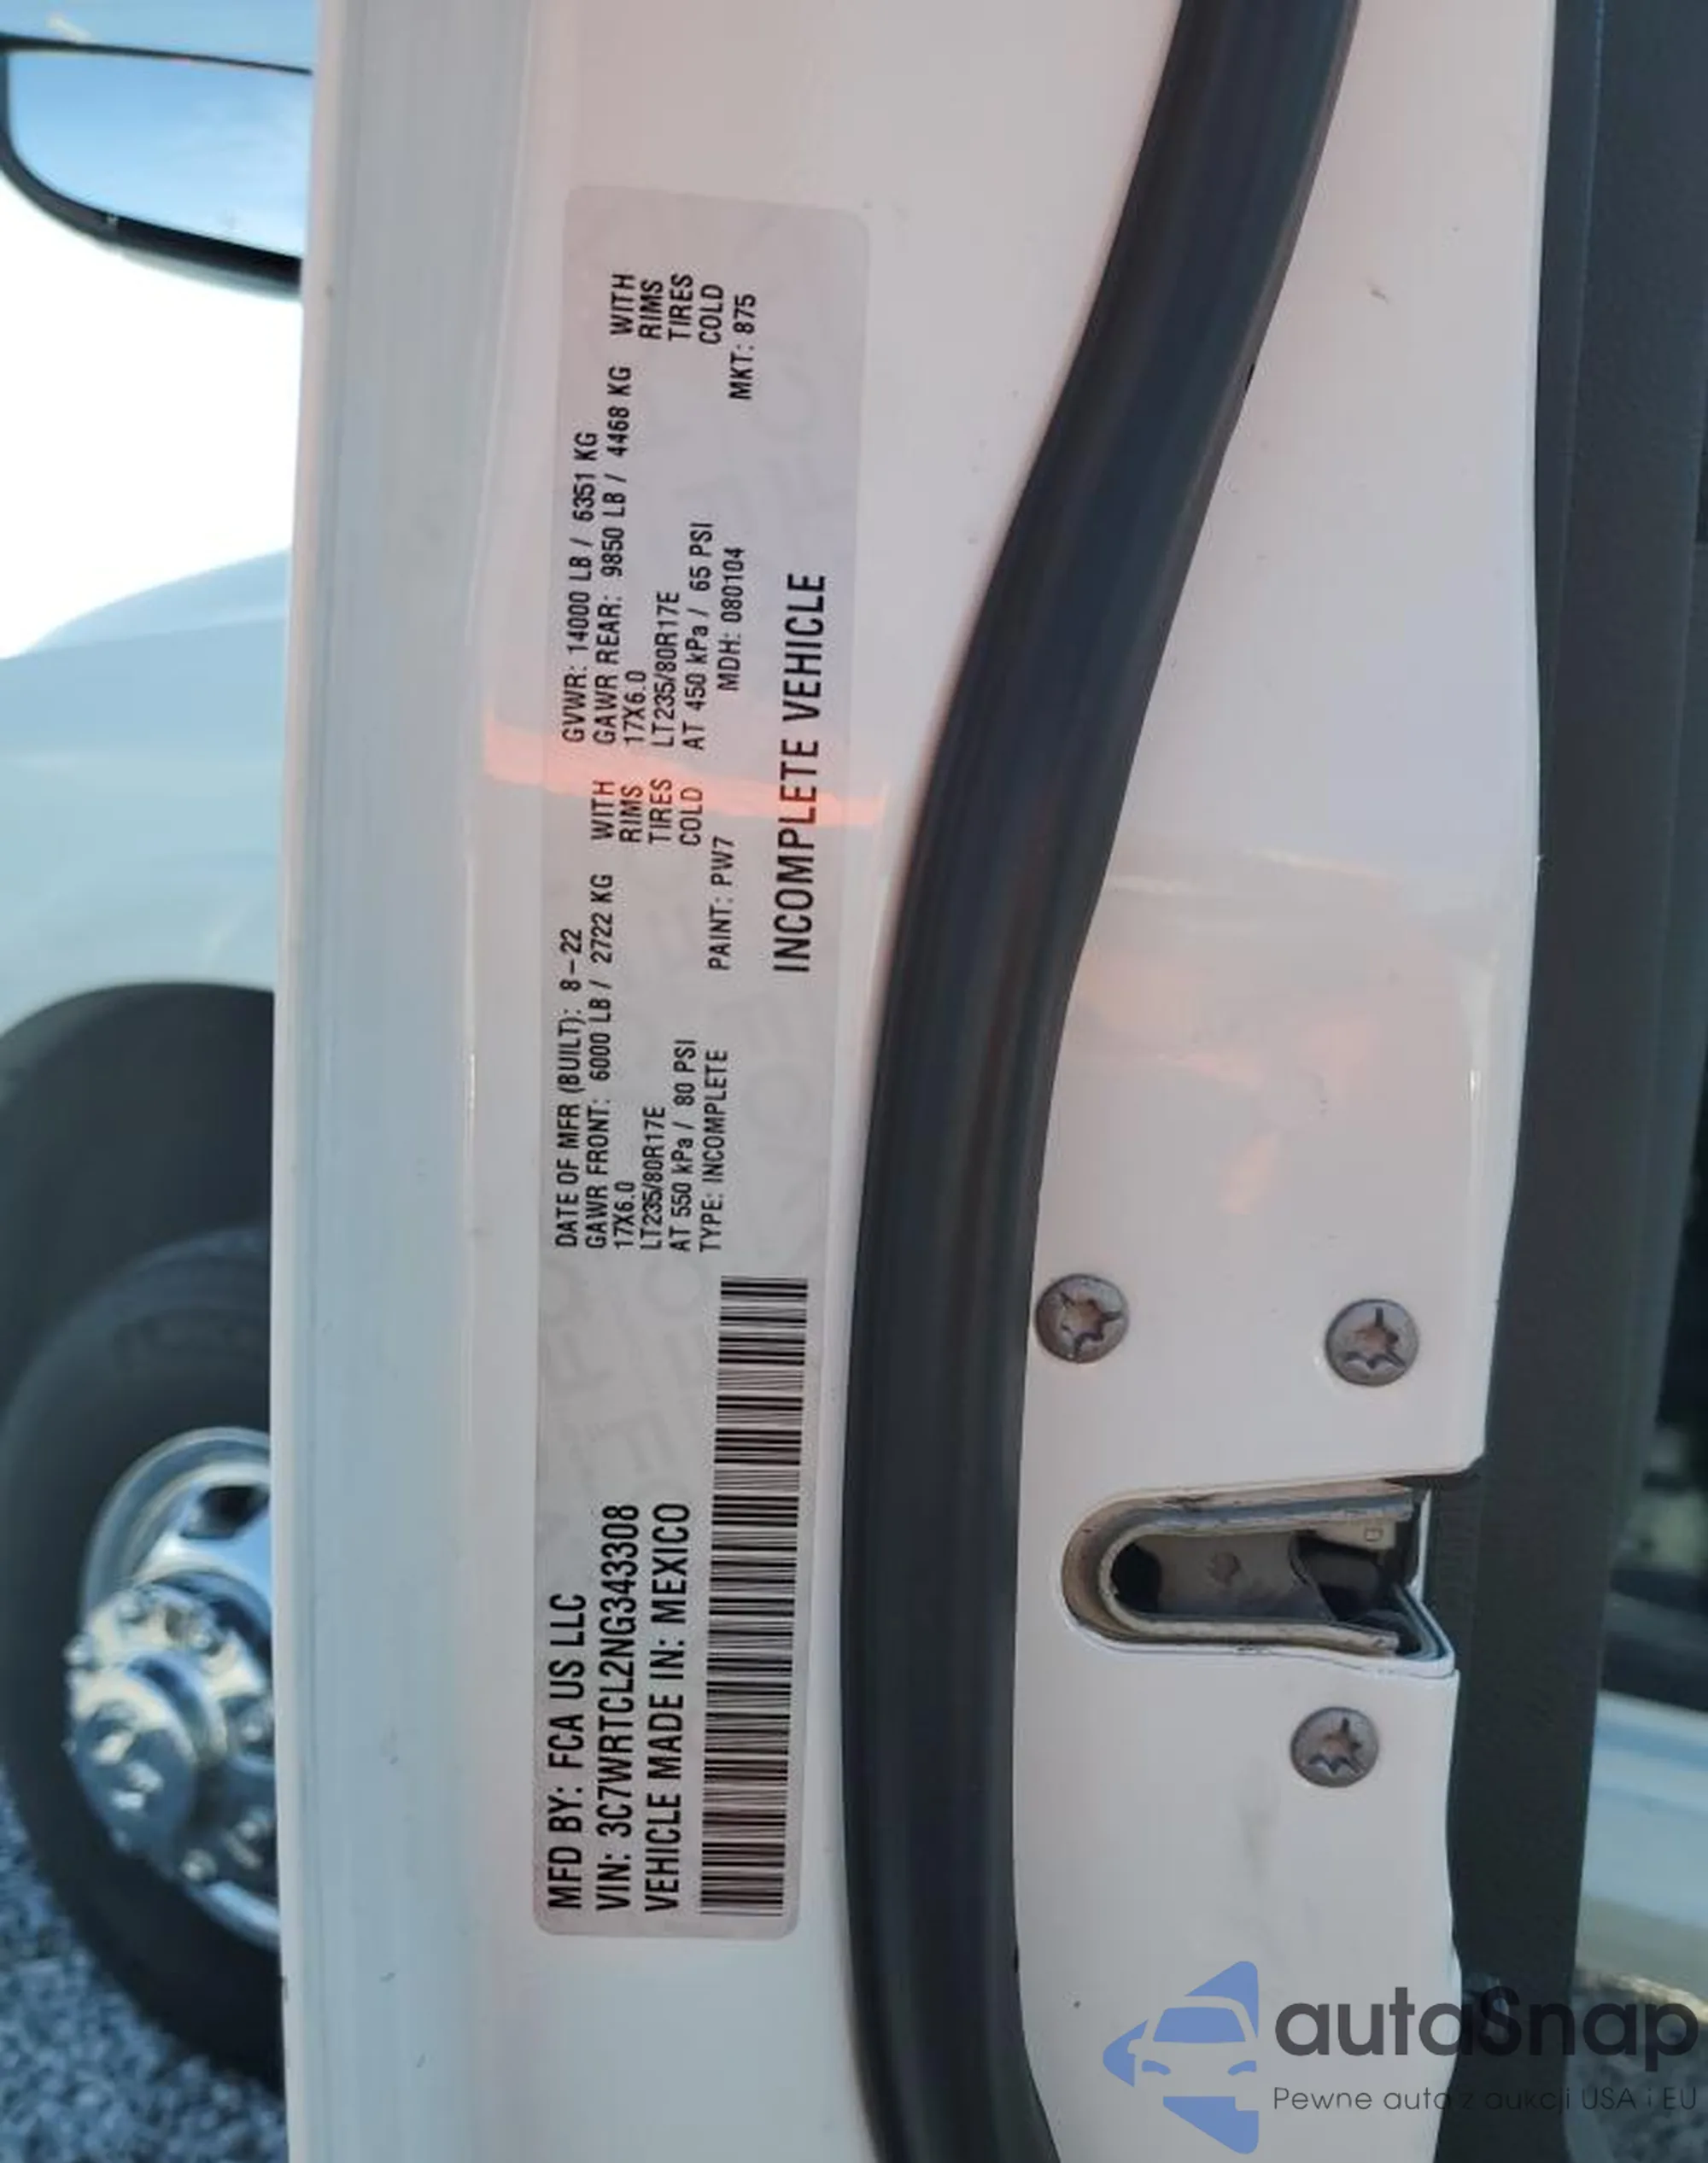 MFD BY: FCA US LLC
VIN: 3C7WRTCL2NG343308
VEHICLE MADE IN: MEXICO
DATE OF MFR (BUILT): 8-22 GVWR: 14000 LB / 6351 KG
GAWR FRONT: 6000 LB / 2722 KG WITH GAWR REAR: 9850 LB / 4468 KG WITH
17X6.0 RIMS 17X6.0 RIMS
LT235/80R17E TIRES LT235/80R17E TIRES
AT 550 kPa / 80 PSI COLD AT 450 kPa / 65 PSI COLD
TYPE: INCOMPLETE PAINT: PW7 MDH: 080104 MKT: 875
INCOMPLETE VEHICLE
autaSnap
Pewne auta z aukcji USA i EU